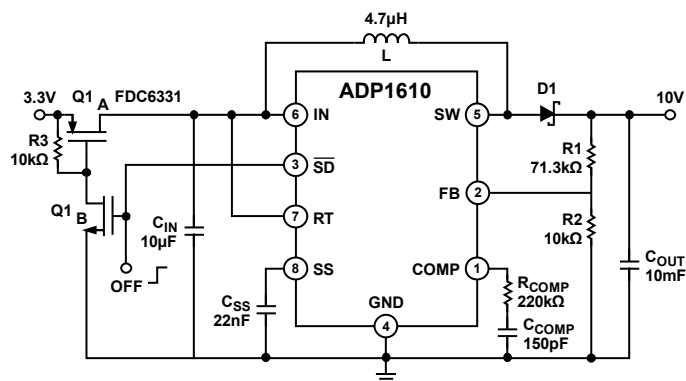 4.7µH
L
3.3V
Q1
A
FDC6331
ADP1610
D1
10V
6
IN
SW
5
R3
10kΩ
R1
71.3kΩ
3
SD
FB
2
Q1
B
CIN
10µF
7
RT
R2
10kΩ
OFF
8
SS
COMP
1
COUT
10mF
CSS
22nF
GND
4
RCOMP
220kΩ
CCOMP
150pF